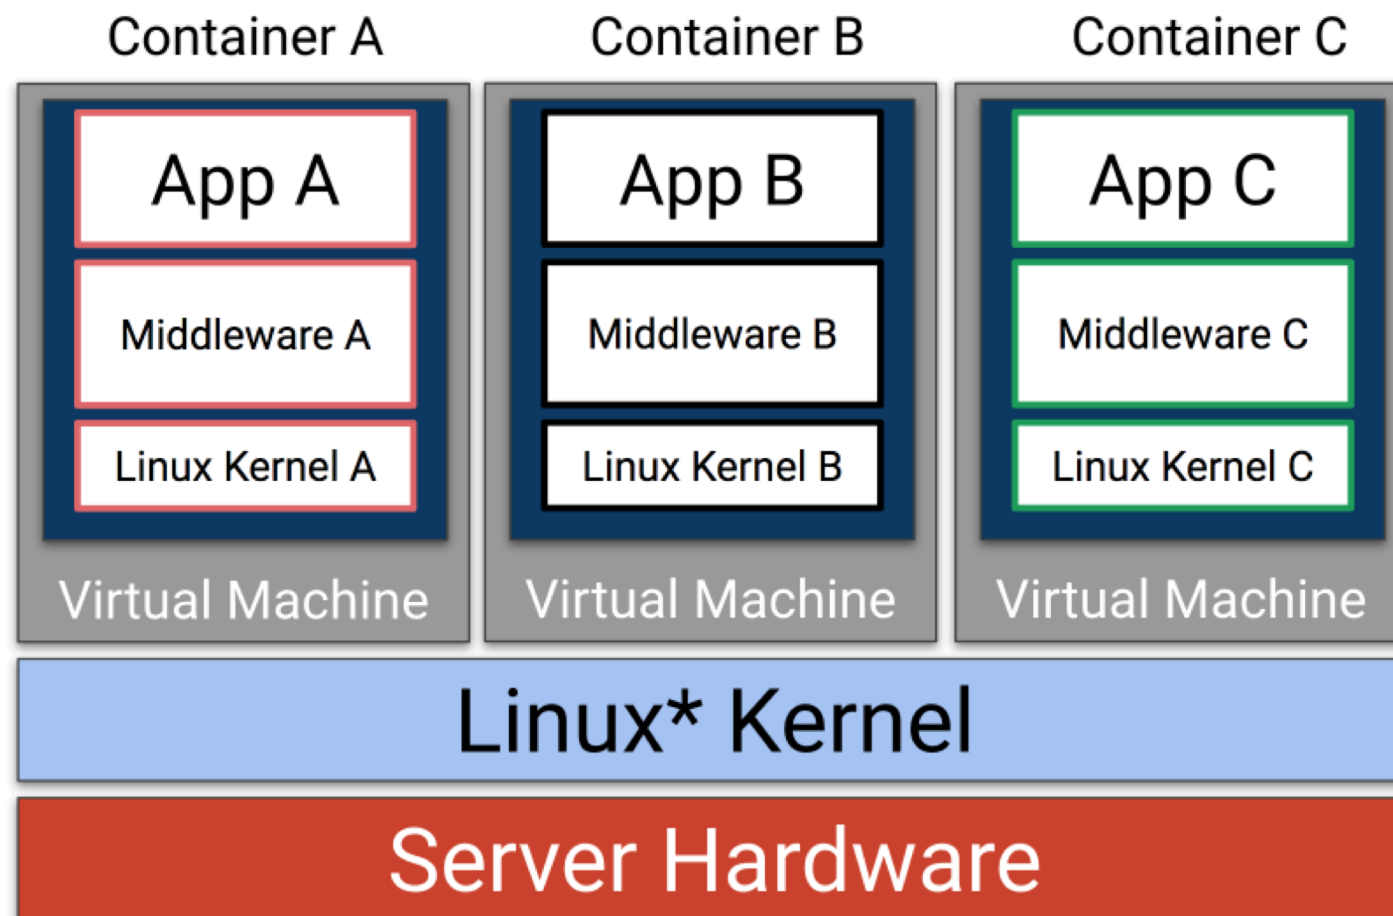 Container A
Container B
Container C
App A
App B
App C
Middleware A
Middleware B
Middleware C
Linux Kernel A
Linux Kernel B
Linux Kernel C
Virtual Machine
Virtual Machine
Virtual Machine
Linux* Kernel
Server Hardware